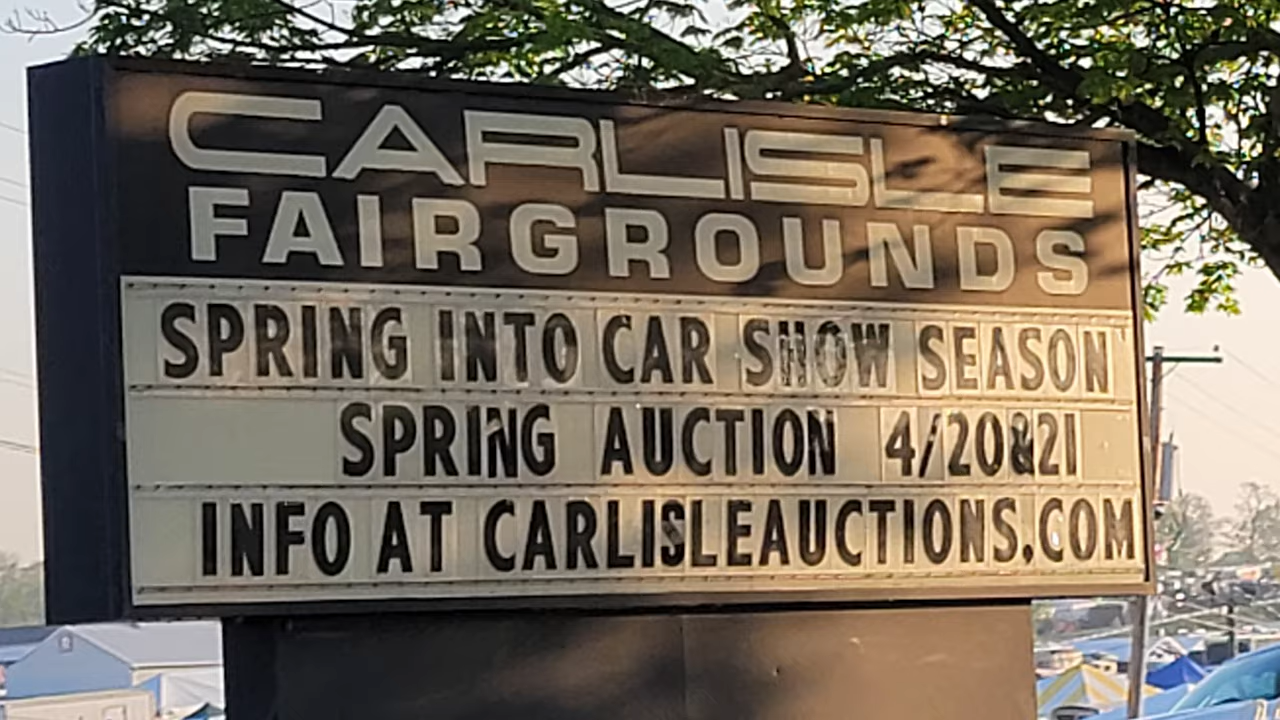 CARLISLE
FAIRGROUNDS
SPRING INTO CAR SHOW SEASON
SPRING AUCTION 4/20&21
INFO AT CARLISLEAUCTIONS.COM